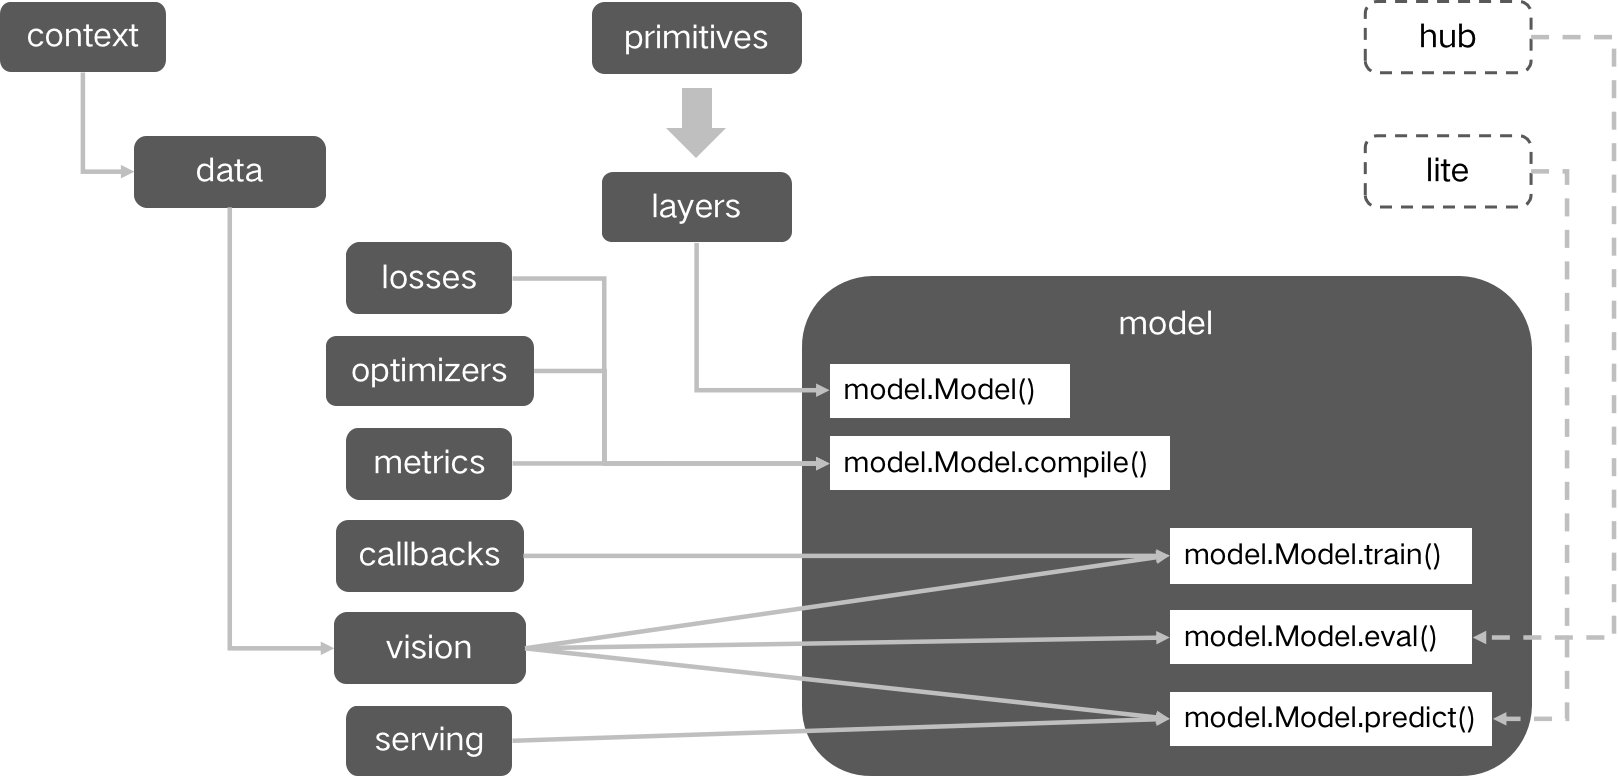 context
primitives
hub
data
lite
layers
losses
optimizers
metrics
callbacks
vision
serving
model
model.Model()
model.Model.compile()
model.Model.train()
model.Model.eval()
model.Model.predict()